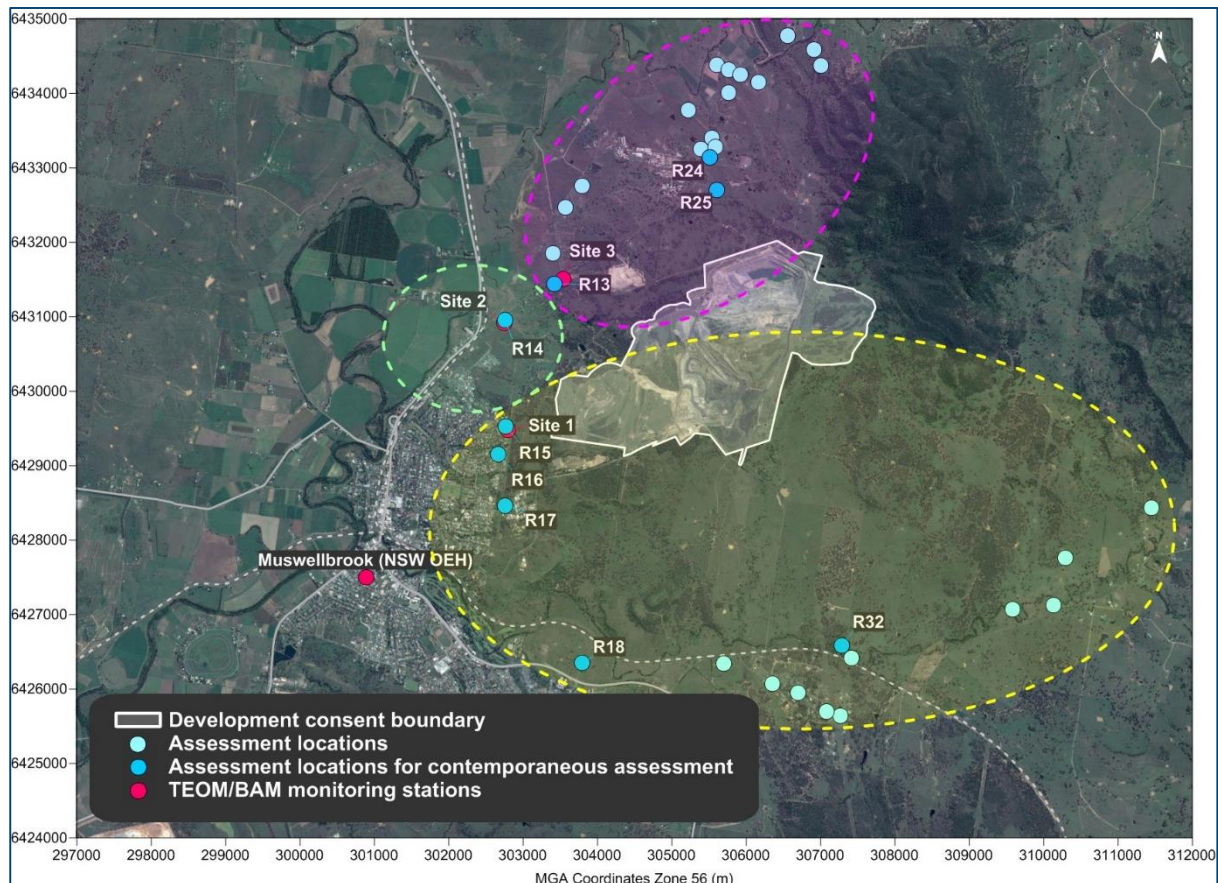 6435000
6434000
6433000
6432000
6431000
6430000
6429000
6428000
6427000
6426000
6425000
6424000
N
R24
R25
Site 3
R13
Site 2
R14
Site 1
R15
R16
R17
Muswellbrook (NSW OEH)
R18
R32
Development consent boundary
Assessment locations
Assessment locations for contemporaneous assessment
TEOM/BAM monitoring stations
297000 298000 299000 300000 301000 302000 303000 304000 305000 306000 307000 308000 309000 310000 311000 312000
MGA Coordinates Zone 56 (m)